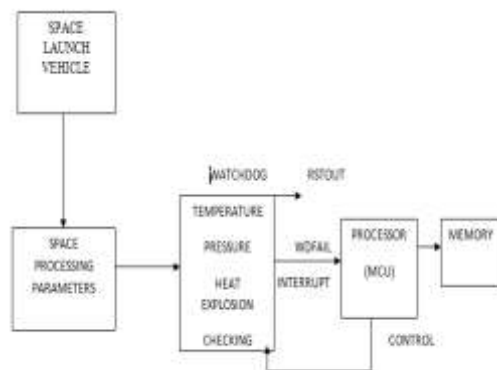 SPACE
LAUNCH
VEHICLE
WATCHDOG
RSTOUT
TEMPERATURE
PRESSURE
HEAT
EXPLOSION
CHECKING
SPACE
PROCESSING
PARAMETERS
WDFAIL
INTERRUPT
PROCESSOR
(MCU)
MEMORY
CONTROL